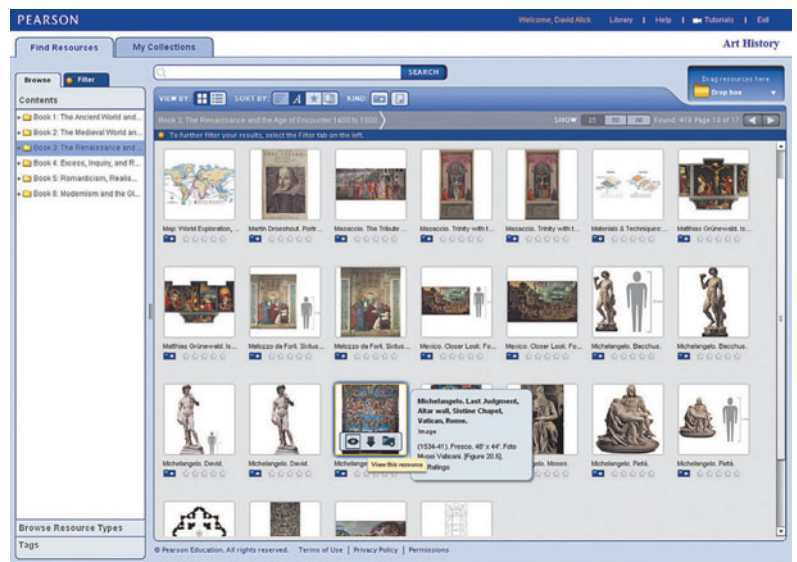 PEARSON
Welcome, David Alick Library | Help | Tutorials | Exit
Find Resources My Collections
Art History
Browse Filter
SEARCH
Drag resources here
Drop box
Contents
VIEW BY: SORT BY: A KIND:
Book 1: The Ancient World and...
Book 3: The Renaissance and the Age of Encounter 1400 to 1600
SHOW: 25 50 All Found: 419 Page 12 of 17
Book 2: The Medieval World an...
To further filter your results, select the Filter tab on the left.
Book 3: The Renaissance and...
Book 4: Excess, Inquiry, and R...
Book 5: Romanticism, Realis...
Book 6: Modernism and the Gl...
Map: World Exploration, ... Martin Droeshout. Portr... Masaccio. The Tribute ... Masaccio. Trinity with t... Masaccio. Trinity with t... Materials & Techniques:... Matthias Grünewald. Is...
Matthias Grünewald. Is... Melozzo da Forli. Sixtus... Melozzo da Forli. Sixtus... Mexico. Closer Look: Fo... Mexico. Closer Look: Fo... Michelangelo. Bacchus. Michelangelo. Bacchus.
Michelangelo. Last Judgment,
Altar wall, Sistine Chapel,
Vatican, Rome.
Image
(1534-41). Fresco. 48' x 44'. Foto
Musei Vaticani. [Figure 20.5].
Ratings
View this resource
Michelangelo. David. Michelangelo. David. Michelange Moses. Michelangelo. Pietà. Michelangelo. Pietà.
Browse Resource Types
Tags
© Pearson Education. All rights reserved. Terms of Use | Privacy Policy | Permissions